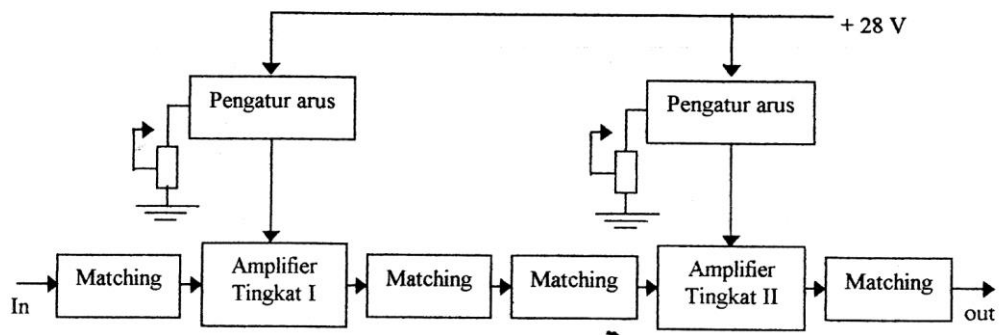 + 28 V
Pengatur arus
Pengatur arus
In
Matching
Amplifier
Tingkat I
Matching
Matching
Amplifier
Tingkat II
Matching
out